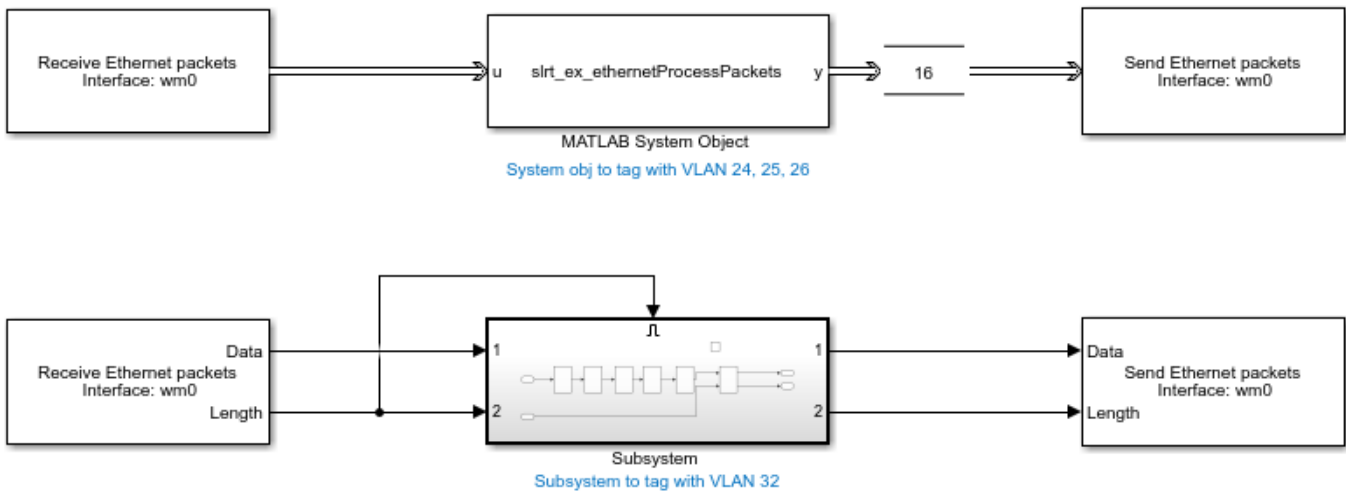 Receive Ethernet packets
Interface: wm0
u
slrt_ex_ethernetProcessPackets
y
16
Send Ethernet packets
Interface: wm0
MATLAB System Object
System obj to tag with VLAN 24, 25, 26
Data
Receive Ethernet packets
Interface: wm0
Length
1
2
1
2
Data
Send Ethernet packets
Interface: wm0
Length
Subsystem
Subsystem to tag with VLAN 32